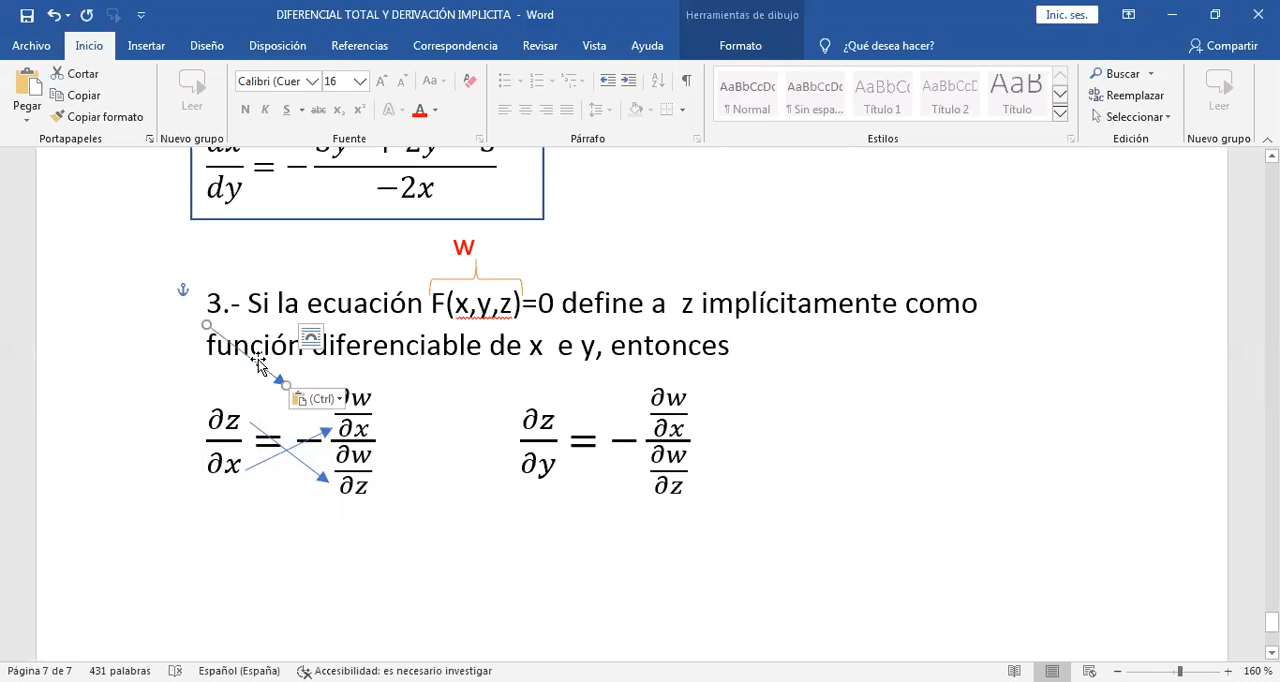 DIFERENCIAL TOTAL Y DERIVACIÓN IMPLICITA - Word
Herramientas de dibujo
Inic. ses.
Archivo Inicio Insertar Diseño Disposición Referencias Correspondencia Revisar Vista Ayuda Formato ¿Qué desea hacer? Compartir
Pegar
Cortar
Copiar
Copiar formato
Portapapeles
Leer
Nuevo grupo
Calibri (Cuer 16
N K S abc x₂ x²
Fuente
Párrafo
AaBbCcDc AaBbCcDc AaBbCc AaBbCcD AaB
¶ Normal ¶ Sin espa... Título 1 Título 2 Título
Estilos
Buscar
Reemplazar
Seleccionar
Edición
Leer
Nuevo grupo
dy = − −2x
w
3.- Si la ecuación F(x,y,z)=0 define a z implícitamente como
función diferenciable de x e y, entonces
(Ctrl)
∂z/∂x = − (∂w/∂x)/(∂w/∂z) ∂z/∂y = − (∂w/∂x)/(∂w/∂z)
Página 7 de 7 431 palabras Español (España) Accesibilidad: es necesario investigar 160 %